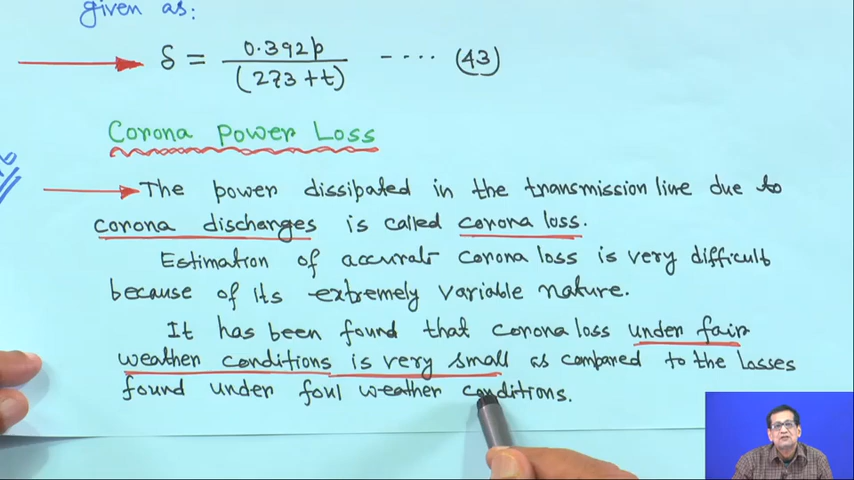 given as:
δ = 0.392p / (273+t) ---- (43)
Corona Power Loss
The power dissipated in the transmission line due to
corona discharges is called corona loss.
Estimation of accurate corona loss is very difficult
because of its extremely variable nature.
It has been found that corona loss under fair
weather conditions is very small as compared to the losses
found under foul weather conditions.